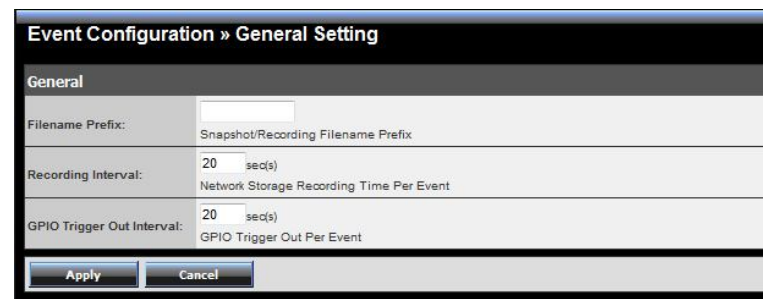 Event Configuration » General Setting
General
Filename Prefix:
Snapshot/Recording Filename Prefix
Recording Interval:
20 sec(s)
Network Storage Recording Time Per Event
GPIO Trigger Out Interval:
20 sec(s)
GPIO Trigger Out Per Event
Apply Cancel